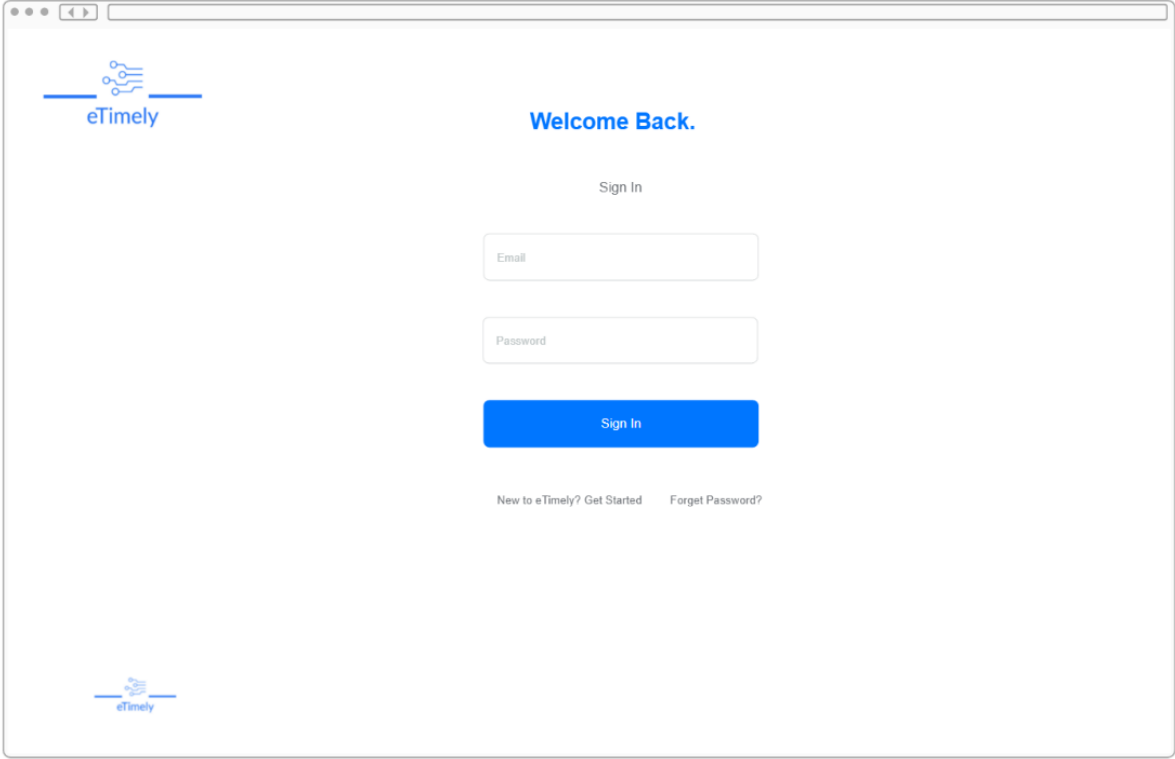 eTimely
Welcome Back.
Sign In
Email
Password
Sign In
New to eTimely? Get Started
Forget Password?
eTimely